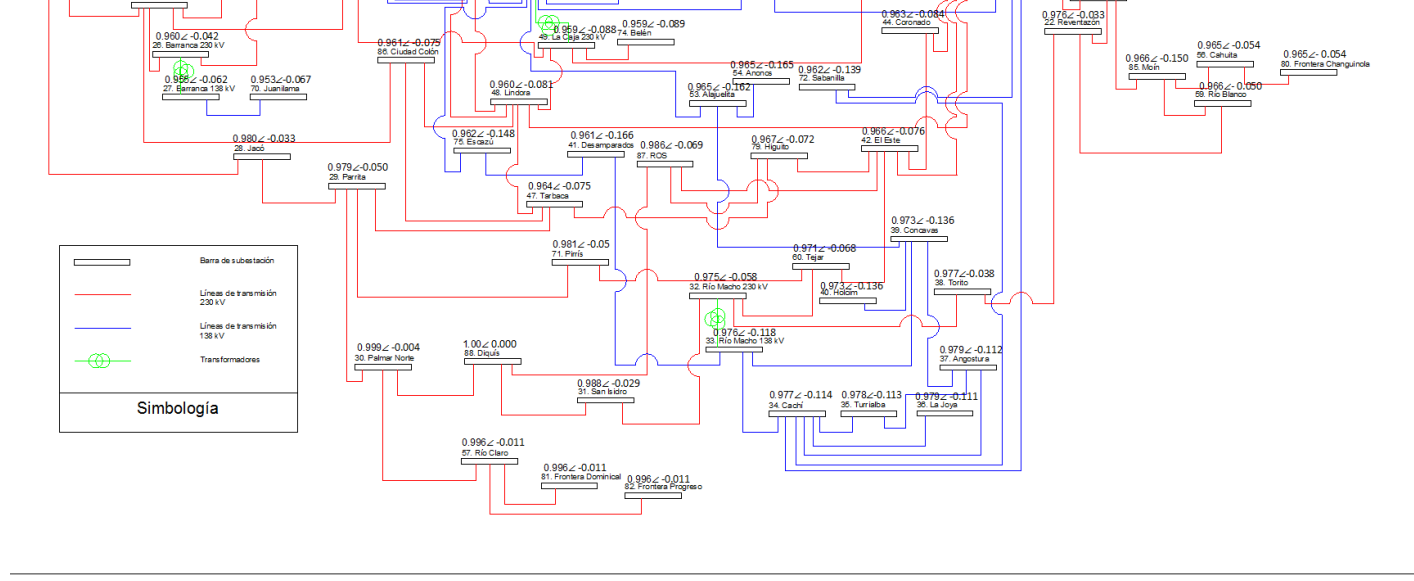 0.963∠ -0.084
44. Coronado
0.976∠ -0.033
22. Reventazón
0.959∠ -0.089
74. Belén
0.959∠ -0.088
49. La Caja 230 kV
0.960∠ -0.042
26. Barranca 230 kV
0.961∠ -0.075
86. Ciudad Colón
0.965∠ -0.054
56. Cahuita
0.965∠ -0.054
80. Frontera Changuinola
0.966∠ -0.150
85. Moín
0.965∠ -0.165
54. Anonos
0.962∠ -0.139
72. Sabanilla
-0.062
27. Barranca 138 kV
0.953∠ -0.067
70. Juanilama
0.960∠ -0.081
48. Lindora
0.965∠ -0.162
53. Alajuelita
0.966∠ -0.050
59. Río Blanco
0.980∠ -0.033
28. Jacó
0.962∠ -0.148
75. Escazú
0.961∠ -0.166
41. Desamparados
0.986∠ -0.069
87. ROS
0.967∠ -0.072
79. Higuito
0.966∠ -0.076
42. El Este
0.979∠ -0.050
29. Parrita
0.964∠ -0.075
47. Tarbaca
0.973∠ -0.136
39. Concavas
0.981∠ -0.05
71. Pirrís
0.971∠ -0.068
60. Tejar
0.975∠ -0.058
32. Río Macho 230 kV
0.973∠ -0.136
40. Holcim
0.977∠ -0.038
38. Torito
Barra de subestación
Líneas de transmisión
230 kV
Líneas de transmisión
138 kV
Transformadores
Simbología
0.976∠ -0.118
33. Río Macho 138 kV
0.999∠ -0.004
30. Palmar Norte
1.00∠ 0.000
88. Diquís
0.979∠ -0.112
37. Angostura
0.988∠ -0.029
31. San Isidro
0.977∠ -0.114
34. Cachí
0.978∠ -0.113
35. Turrialba
0.979∠ -0.111
36. La Joya
0.996∠ -0.011
57. Río Claro
0.996∠ -0.011
81. Frontera Dominical
0.996∠ -0.011
82. Frontera Progreso